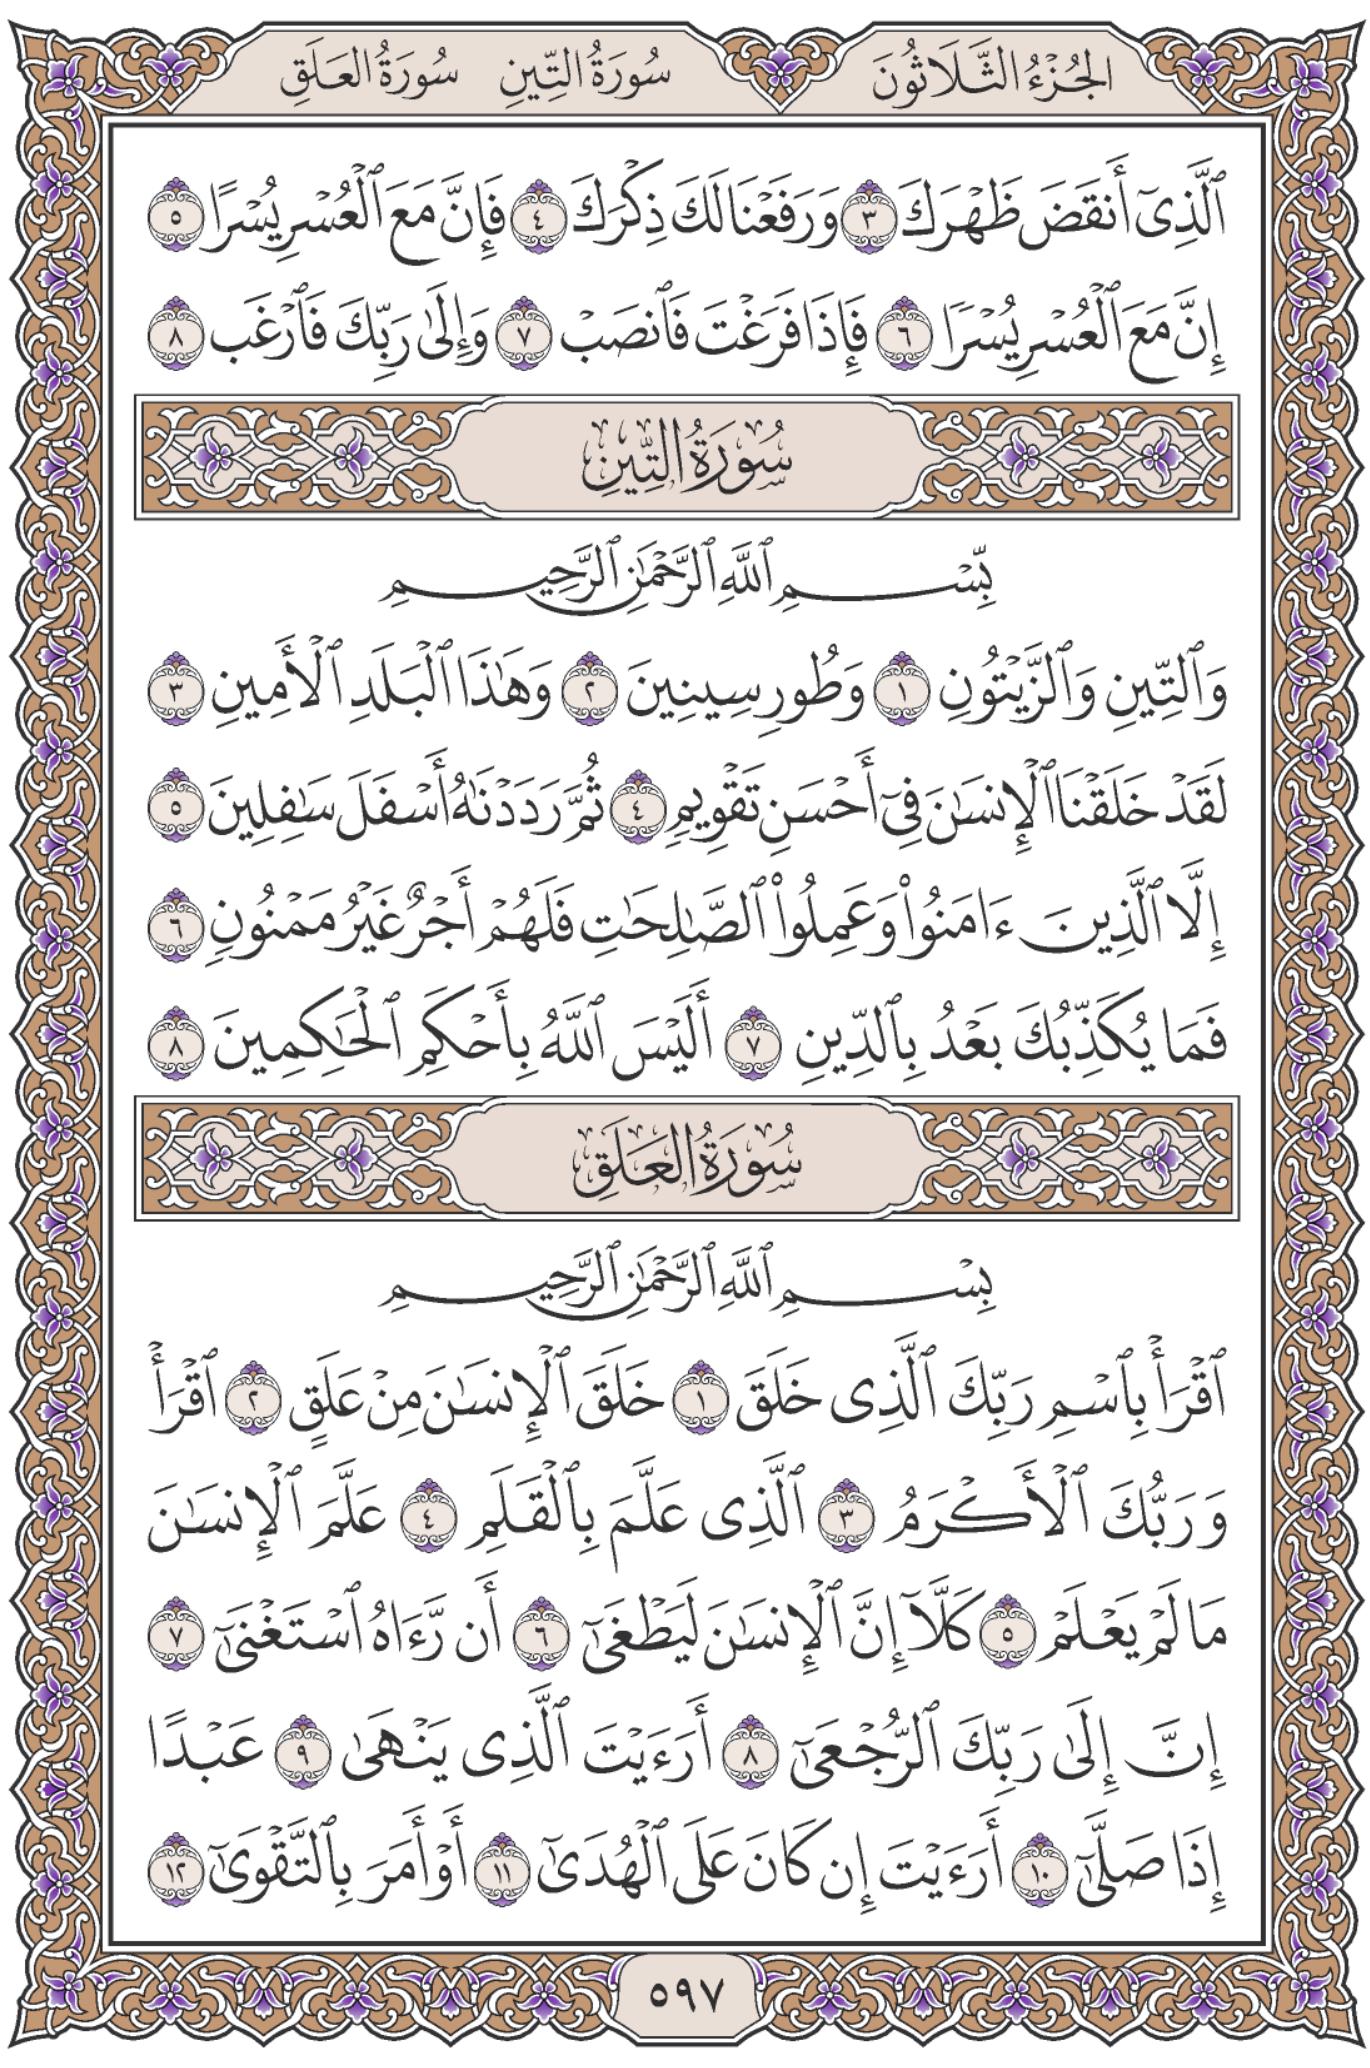 الجُزْءُ الثَّلَاثُونَ سُورَةُ التِّينِ سُورَةُ العَلَقِ
ٱلَّذِىٓ أَنقَضَ ظَهْرَكَ ٣ وَرَفَعْنَا لَكَ ذِكْرَكَ ٤ فَإِنَّ مَعَ ٱلْعُسْرِ يُسْرًا ٥
إِنَّ مَعَ ٱلْعُسْرِ يُسْرًا ٦ فَإِذَا فَرَغْتَ فَٱنصَبْ ٧ وَإِلَىٰ رَبِّكَ فَٱرْغَب ٨
سُورَةُ التِّينِ
بِّسْمِ ٱللَّهِ ٱلرَّحْمَٰنِ ٱلرَّحِيمِ
وَٱلتِّينِ وَٱلزَّيْتُونِ ١ وَطُورِ سِينِينَ ٢ وَهَٰذَا ٱلْبَلَدِ ٱلْأَمِينِ ٣
لَقَدْ خَلَقْنَا ٱلْإِنسَٰنَ فِىٓ أَحْسَنِ تَقْوِيمٍ ٤ ثُمَّ رَدَدْنَٰهُ أَسْفَلَ سَٰفِلِينَ ٥
إِلَّا ٱلَّذِينَ ءَامَنُوا۟ وَعَمِلُوا۟ ٱلصَّٰلِحَٰتِ فَلَهُمْ أَجْرٌ غَيْرُ مَمْنُونٍ ٦
فَمَا يُكَذِّبُكَ بَعْدُ بِٱلدِّينِ ٧ أَلَيْسَ ٱللَّهُ بِأَحْكَمِ ٱلْحَٰكِمِينَ ٨
سُورَةُ العَلَقِ
بِسْمِ ٱللَّهِ ٱلرَّحْمَٰنِ ٱلرَّحِيمِ
ٱقْرَأْ بِٱسْمِ رَبِّكَ ٱلَّذِى خَلَقَ ١ خَلَقَ ٱلْإِنسَٰنَ مِنْ عَلَقٍ ٢ ٱقْرَأْ
وَرَبُّكَ ٱلْأَكْرَمُ ٣ ٱلَّذِى عَلَّمَ بِٱلْقَلَمِ ٤ عَلَّمَ ٱلْإِنسَٰنَ
مَا لَمْ يَعْلَمْ ٥ كَلَّآ إِنَّ ٱلْإِنسَٰنَ لَيَطْغَىٰٓ ٦ أَن رَّءَاهُ ٱسْتَغْنَىٰٓ ٧
إِنَّ إِلَىٰ رَبِّكَ ٱلرُّجْعَىٰٓ ٨ أَرَءَيْتَ ٱلَّذِى يَنْهَىٰ ٩ عَبْدًا
إِذَا صَلَّىٰٓ ١٠ أَرَءَيْتَ إِن كَانَ عَلَى ٱلْهُدَىٰٓ ١١ أَوْ أَمَرَ بِٱلتَّقْوَىٰٓ ١٢
٥٩٧